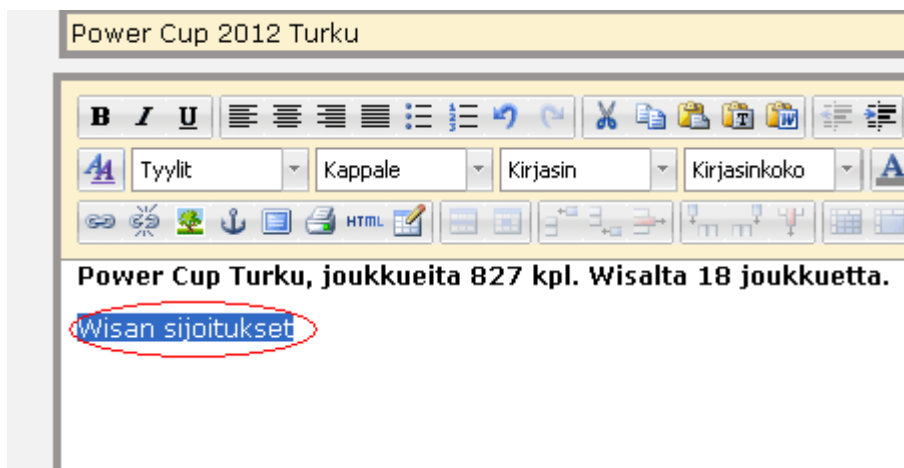 Power Cup 2012 Turku
B I U
Tyylit Kappale Kirjasin Kirjasinkoko A
HTML
Power Cup Turku, joukkueita 827 kpl. Wisalta 18 joukkuetta.
Wisan sijoitukset